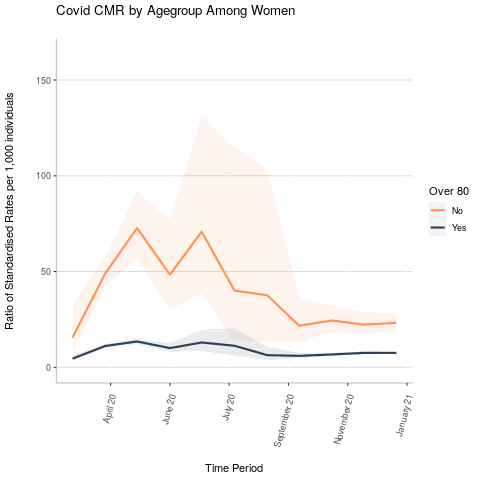 Covid CMR by Agegroup Among Women
Ratio of Standardised Rates per 1,000 individuals
150
100
50
0
April 20
June 20
July 20
September 20
November 20
January 21
Time Period
Over 80
No
Yes